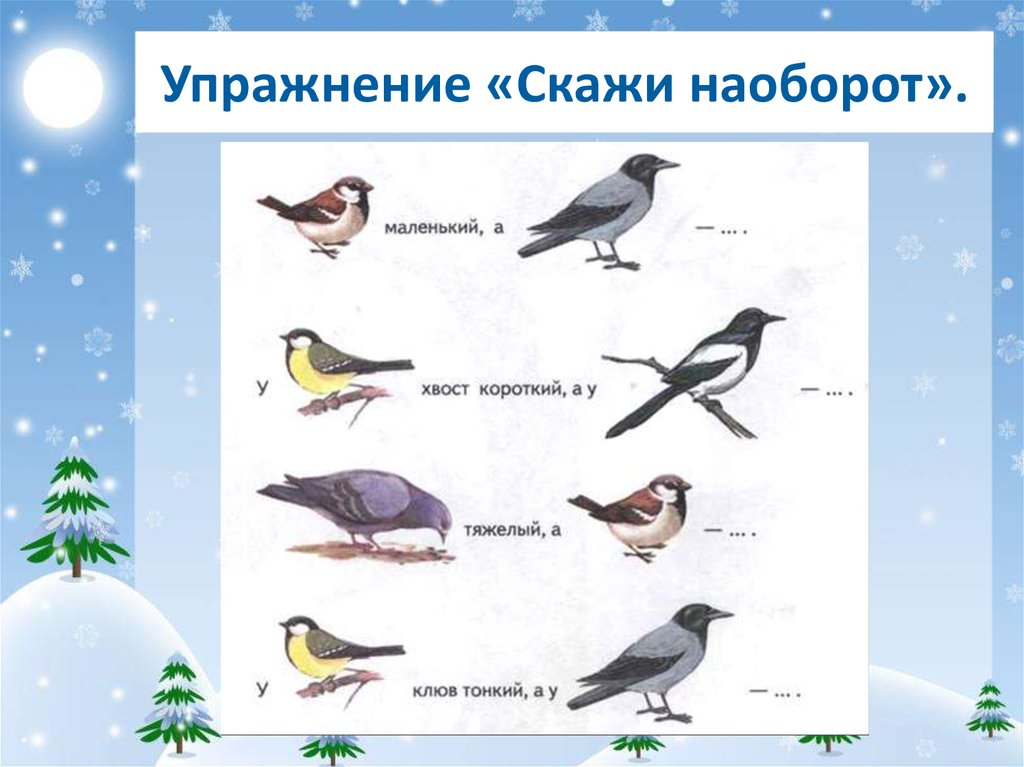 Упражнение «Скажи наоборот».
маленький, а — ... .
У хвост короткий, а у — ... .
тяжелый, а — ... .
У клюв тонкий, а у — ... .